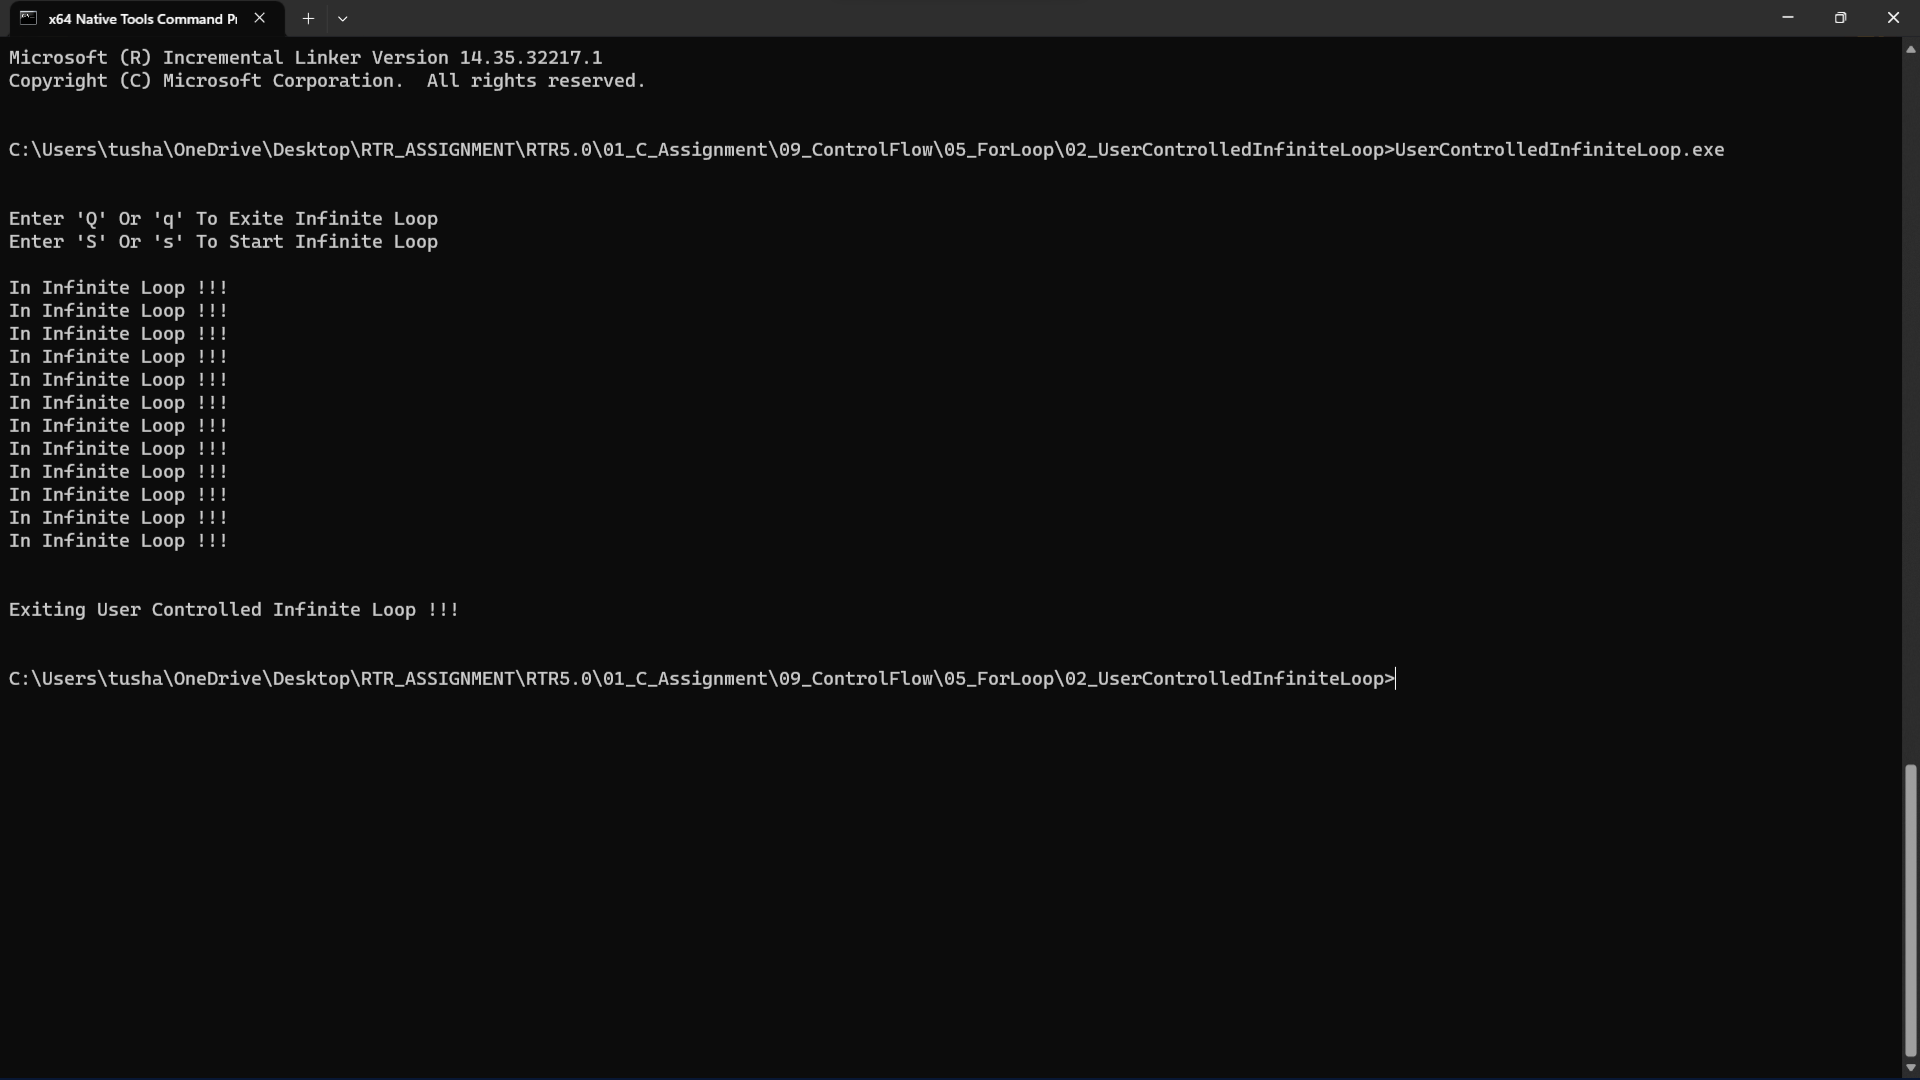 x64 Native Tools Command P
Microsoft (R) Incremental Linker Version 14.35.32217.1
Copyright (C) Microsoft Corporation.  All rights reserved.
C:\Users\tusha\OneDrive\Desktop\RTR_ASSIGNMENT\RTR5.0\01_C_Assignment\09_ControlFlow\05_ForLoop\02_UserControlledInfiniteLoop>UserControlledInfiniteLoop.exe
Enter 'Q' Or 'q' To Exite Infinite Loop
Enter 'S' Or 's' To Start Infinite Loop
In Infinite Loop !!!
In Infinite Loop !!!
In Infinite Loop !!!
In Infinite Loop !!!
In Infinite Loop !!!
In Infinite Loop !!!
In Infinite Loop !!!
In Infinite Loop !!!
In Infinite Loop !!!
In Infinite Loop !!!
In Infinite Loop !!!
In Infinite Loop !!!
Exiting User Controlled Infinite Loop !!!
C:\Users\tusha\OneDrive\Desktop\RTR_ASSIGNMENT\RTR5.0\01_C_Assignment\09_ControlFlow\05_ForLoop\02_UserControlledInfiniteLoop>